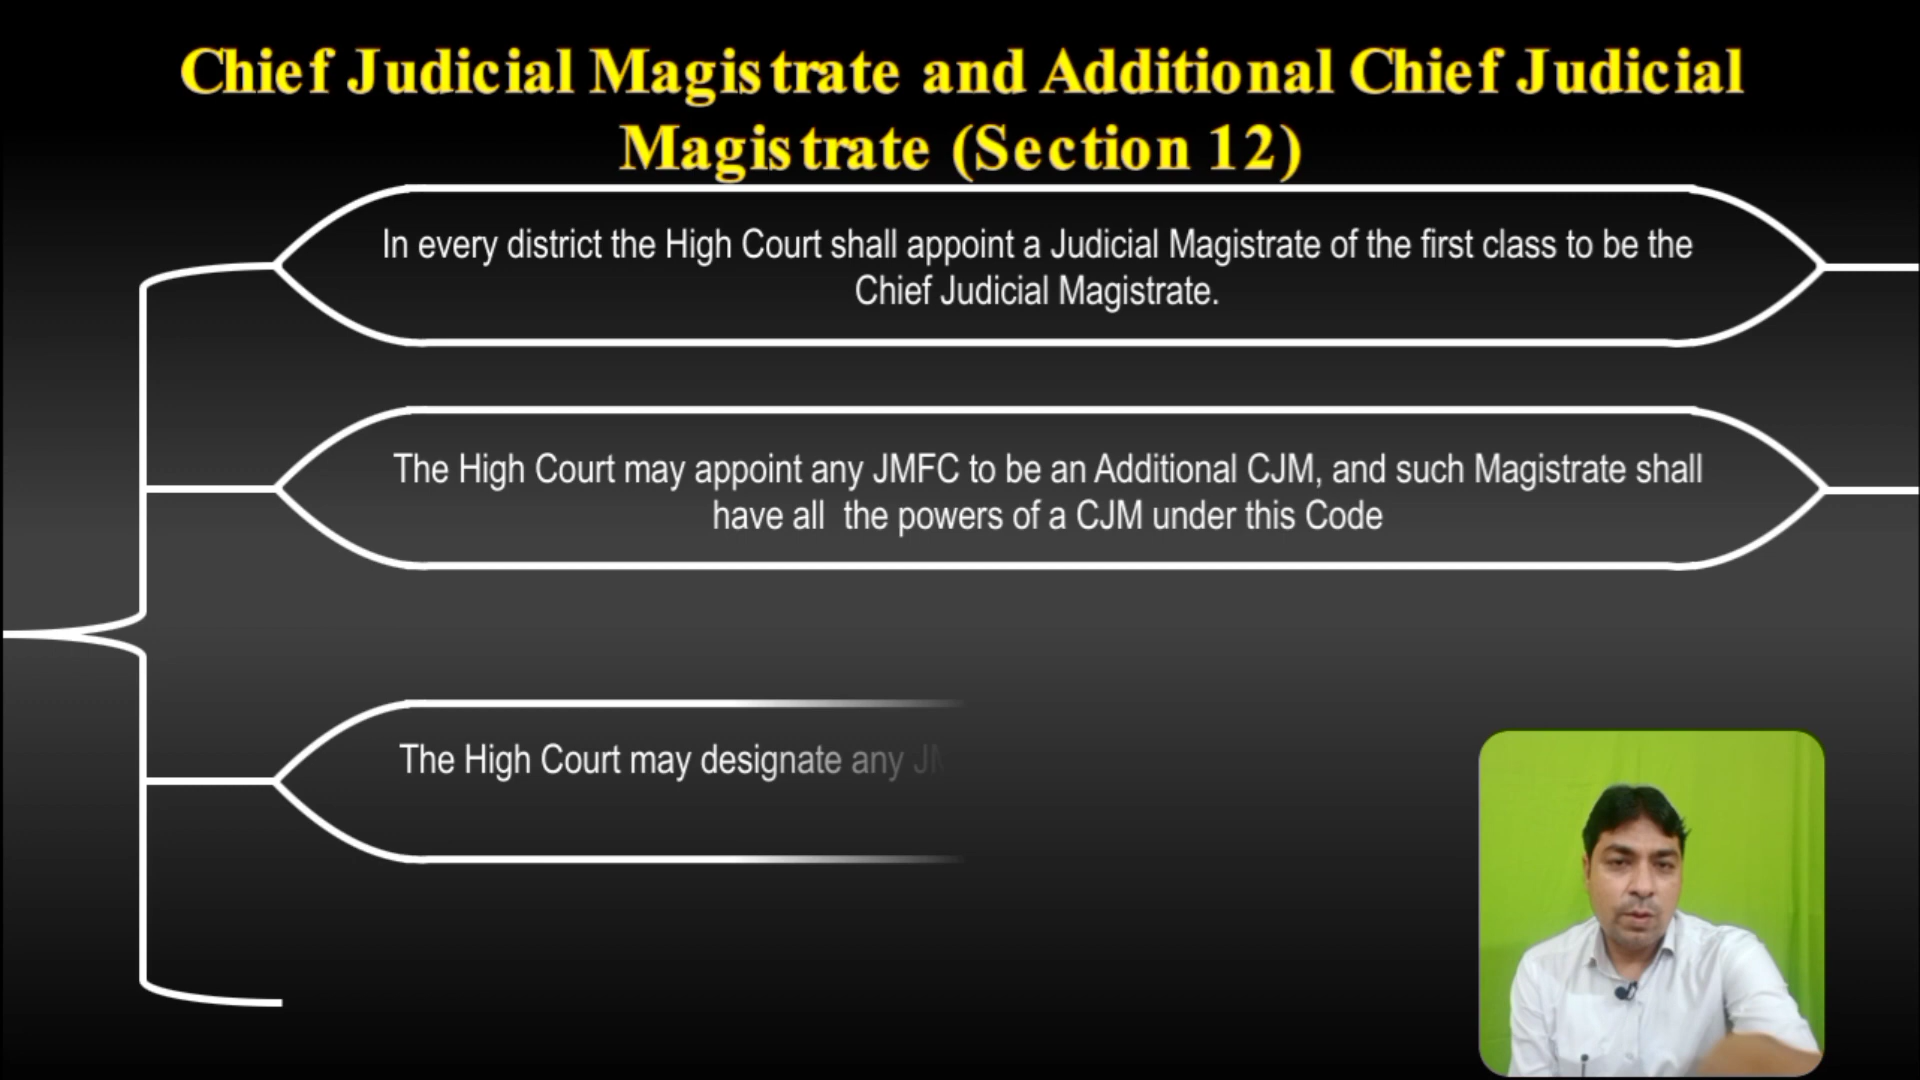 Chief Judicial Magistrate and Additional Chief Judicial
Magistrate (Section 12)
In every district the High Court shall appoint a Judicial Magistrate of the first class to be the
Chief Judicial Magistrate.
The High Court may appoint any JMFC to be an Additional CJM, and such Magistrate shall
have all the powers of a CJM under this Code
The High Court may designate any